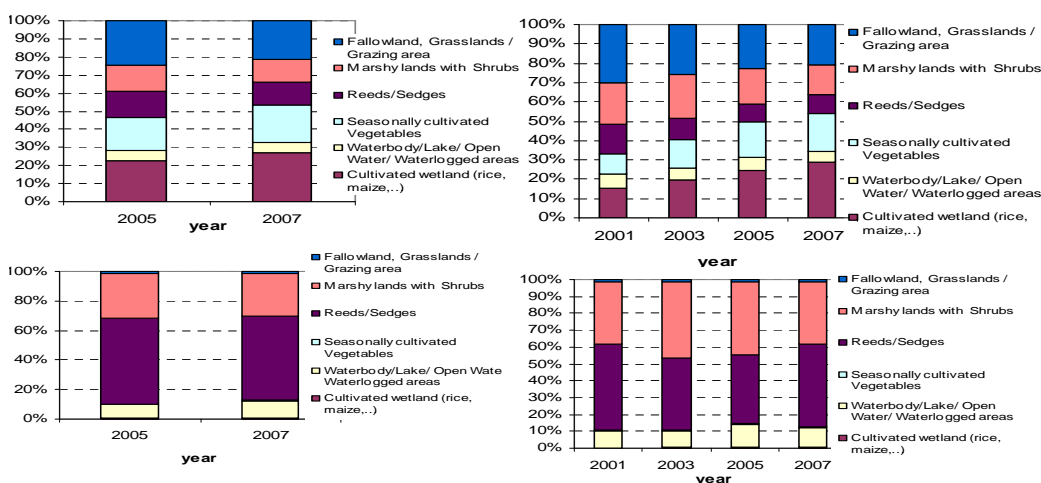 100%
90%
80%
70%
60%
50%
40%
30%
20%
10%
0%
2005
2007
year
Fallowland, Grasslands /
Grazing area
Marshy lands with Shrubs
Reeds/Sedges
Seasonally cultivated
Vegetables
Waterbody/Lake/ Open
Water/ Waterlogged areas
Cultivated wetland (rice,
maize,..)
100%
90%
80%
70%
60%
50%
40%
30%
20%
10%
0%
2001
2003
2005
2007
year
Fallowland, Grasslands /
Grazing area
Marshy lands with Shrubs
Reeds/Sedges
Seasonally cultivated
Vegetables
Waterbody/Lake/ Open
Water/ Waterlogged areas
Cultivated wetland (rice,
maize,..)
100%
80%
60%
40%
20%
0%
2005
2007
year
Fallowland, Grasslands /
Grazing area
Marshy lands with Shrubs
Reeds/Sedges
Seasonally cultivated
Vegetables
Waterbody/Lake/ Open Wate
Waterlogged areas
Cultivated wetland (rice,
maize,..)
100%
90%
80%
70%
60%
50%
40%
30%
20%
10%
0%
2001
2003
2005
2007
year
Fallowland, Grasslands /
Grazing area
Marshy lands with Shrubs
Reeds/Sedges
Seasonally cultivated
Vegetables
Waterbody/Lake/ Open
Water/ Waterlogged areas
Cultivated wetland (rice,
maize,..)